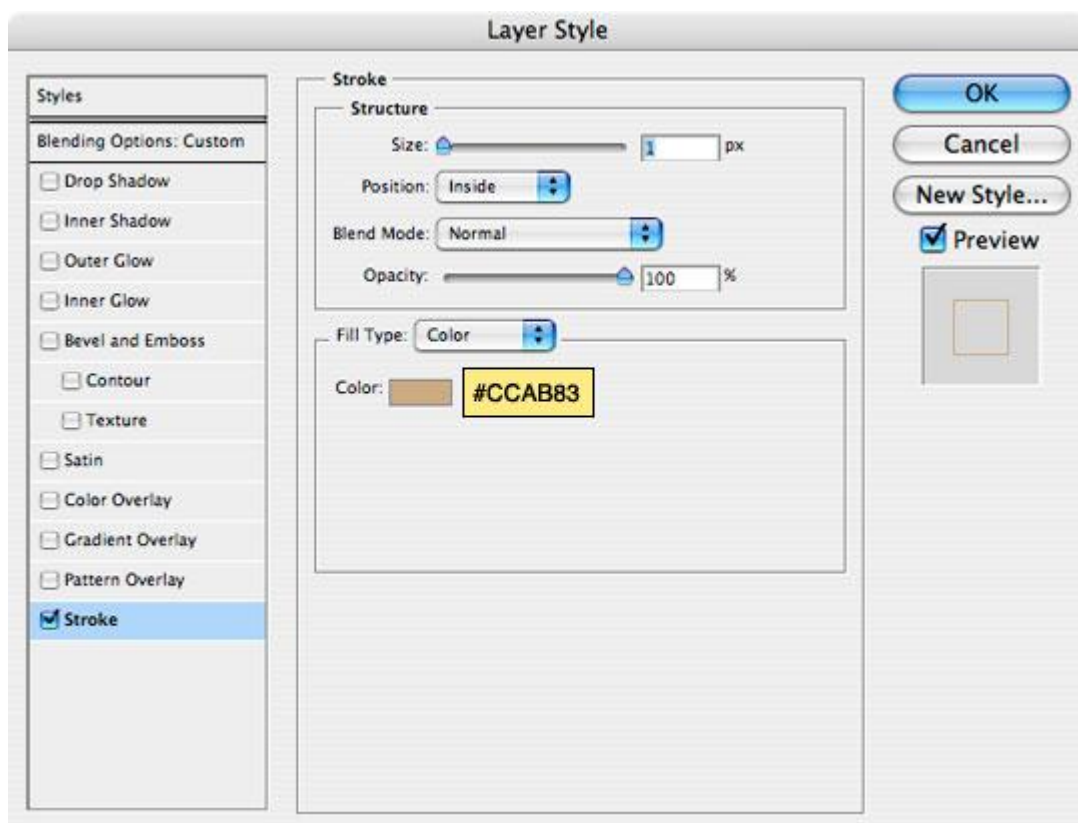 Layer Style
Styles
Blending Options: Custom
Drop Shadow
Inner Shadow
Outer Glow
Inner Glow
Bevel and Emboss
Contour
Texture
Satin
Color Overlay
Gradient Overlay
Pattern Overlay
Stroke
Stroke
Structure
Size: 1 px
Position: Inside
Blend Mode: Normal
Opacity: 100 %
Fill Type: Color
Color: #CCAB83
OK
Cancel
New Style...
Preview